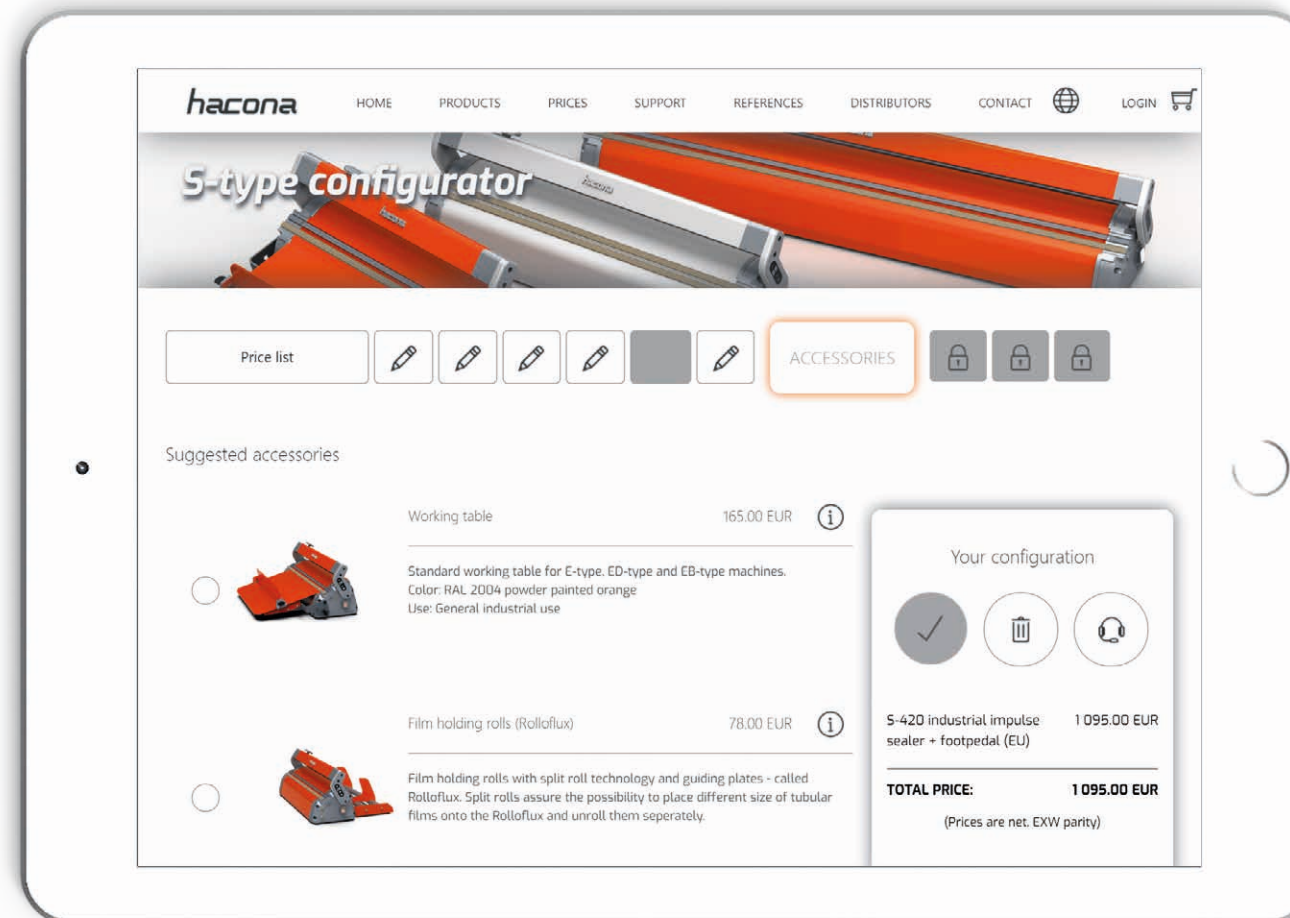 hacona
HOME PRODUCTS PRICES SUPPORT REFERENCES DISTRIBUTORS CONTACT LOGIN
S-type configurator
hacona
hacona
Price list
ACCESSORIES
Suggested accessories
Working table 165.00 EUR
Standard working table for E-type. ED-type and EB-type machines.
Color: RAL 2004 powder painted orange
Use: General industrial use
Film holding rolls (Rolloflux) 78.00 EUR
Film holding rolls with split roll technology and guiding plates - called
Rolloflux. Split rolls assure the possibility to place different size of tubular
films onto the Rolloflux and unroll them seperately.
Your configuration
S-420 industrial impulse 1 095.00 EUR
sealer + footpedal (EU)
TOTAL PRICE: 1 095.00 EUR
(Prices are net. EXW parity)